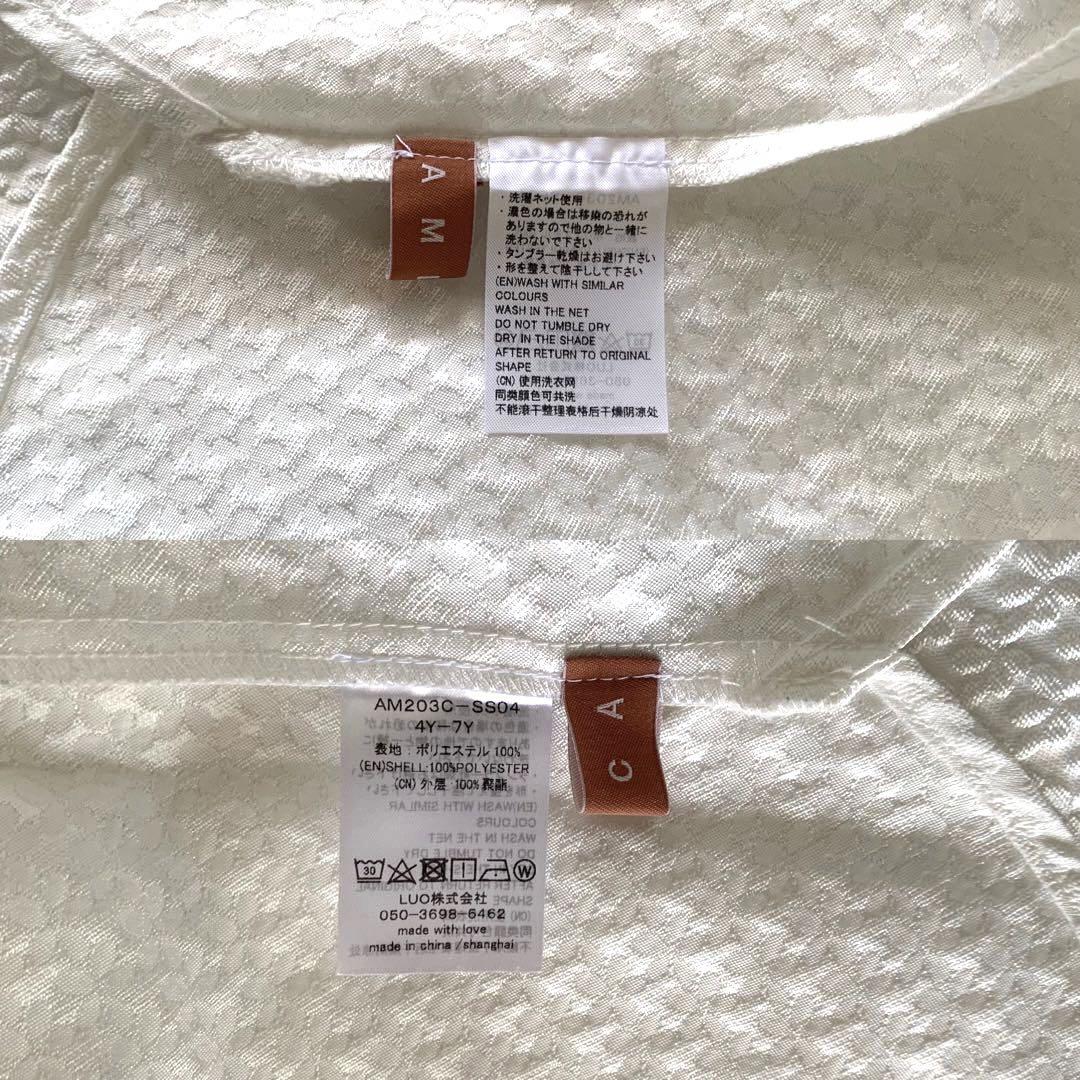 A M
・洗濯ネット使用
・濃色の場合は移染の恐れが
ありますので他の物と一緒に
洗わないで下さい
・タンブラー乾燥はお避け下さい
・形を整えて陰干しして下さい
(EN)WASH WITH SIMILAR
COLOURS
WASH IN THE NET
DO NOT TUMBLE DRY
DRY IN THE SHADE
AFTER RETURN TO ORIGINAL
SHAPE
(CN) 使用洗衣网
同类颜色可共洗
不能滚干整理表格后干燥阴凉处
AM203C-SS04
4Y-7Y
表地：ポリエステル 100%
(EN)SHELL:100%POLYESTER
(CN) 外层：100%聚酯
30
W
LUO株式会社
050-3698-6462
made with love
made in china / shanghai
C A